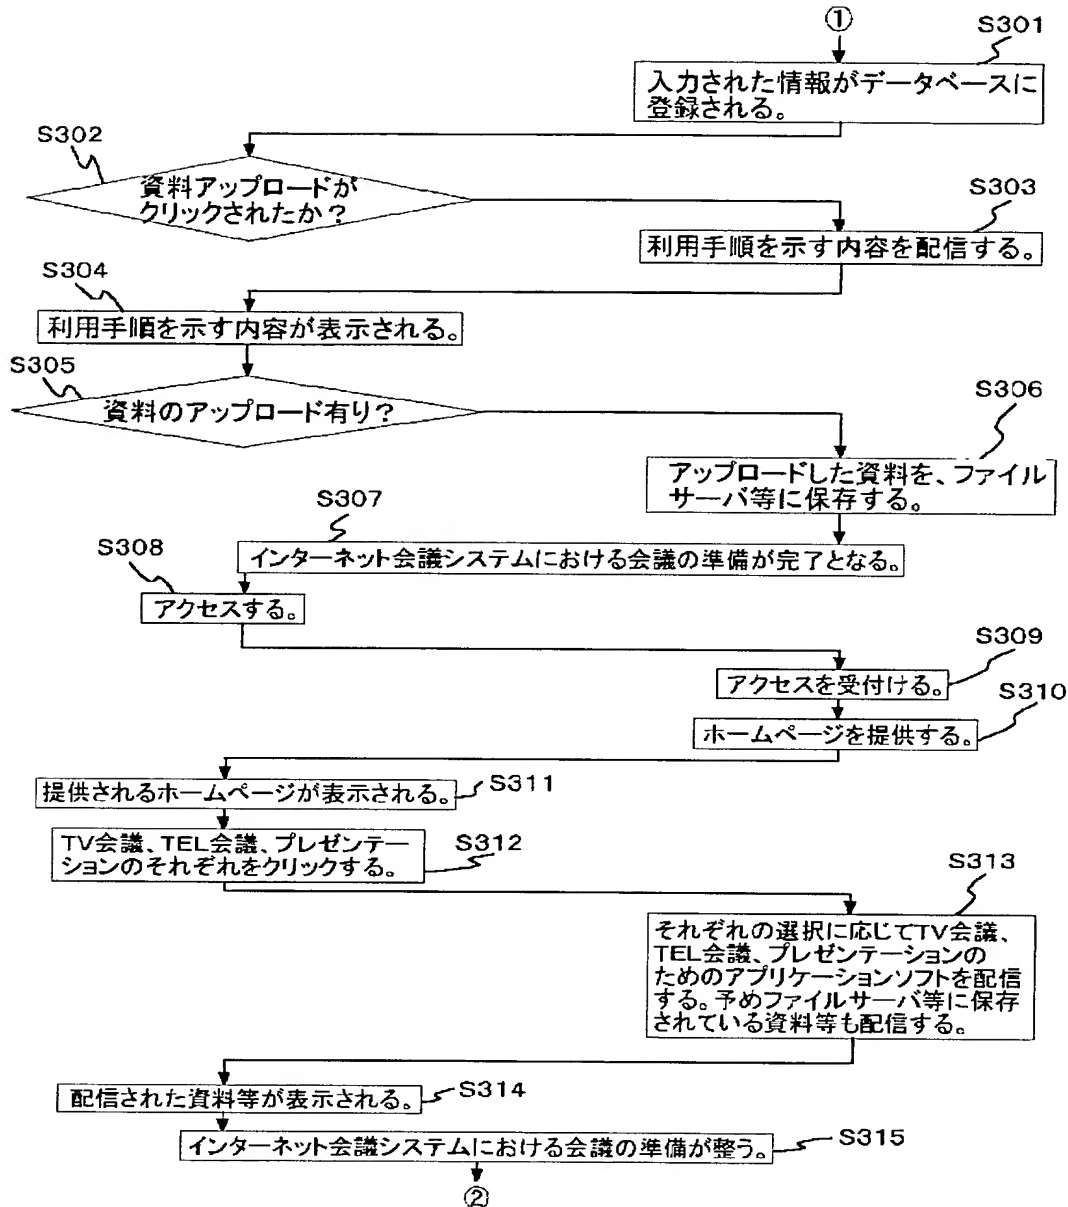 ①
S301
入力された情報がデータベースに
登録される。
S302
資料アップロードが
クリックされたか？
S303
利用手順を示す内容を配信する。
S304
利用手順を示す内容が表示される。
S305
資料のアップロード有り？
S306
アップロードした資料を、ファイル
サーバ等に保存する。
S307
インターネット会議システムにおける会議の準備が完了となる。
S308
アクセスする。
S309
アクセスを受付ける。
S310
ホームページを提供する。
S311
提供されるホームページが表示される。
S312
TV会議、TEL会議、プレゼンテー
ションのそれぞれをクリックする。
S313
それぞれの選択に応じてTV会議、
TEL会議、プレゼンテーションの
ためのアプリケーションソフトを配信
する。予めファイルサーバ等に保存
されている資料等も配信する。
S314
配信された資料等が表示される。
S315
インターネット会議システムにおける会議の準備が整う。
②